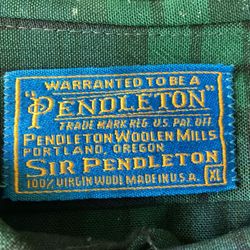 WARRANTED TO BE A
"PENDLETON"
TRADE MARK REG. U.S. PAT. OFF.
PENDLETON WOOLEN MILLS
PORTLAND, OREGON
SIR PENDLETON
100% VIRGIN WOOL MADE IN U.S.A. XL